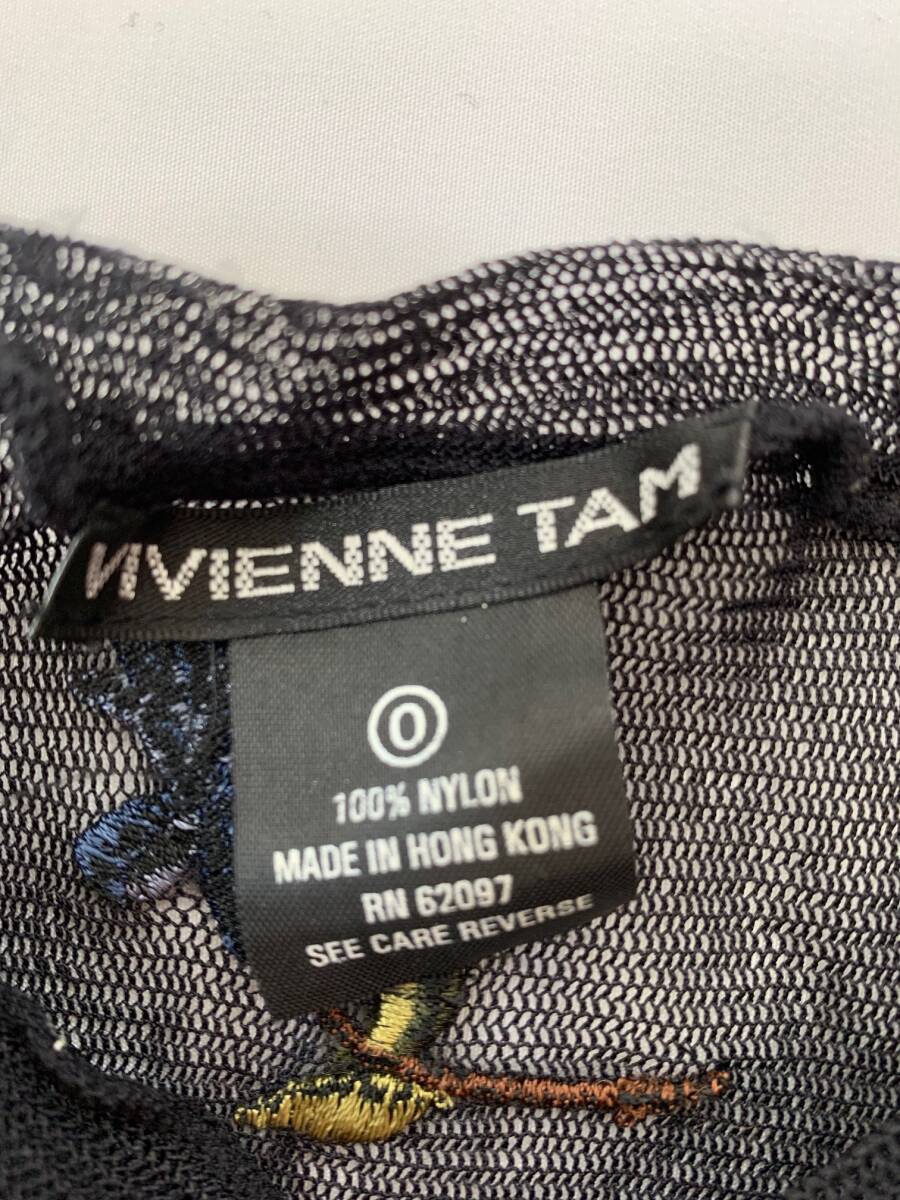 VIVIENNE TAM
0
100% NYLON
MADE IN HONG KONG
RN 62097
SEE CARE REVERSE